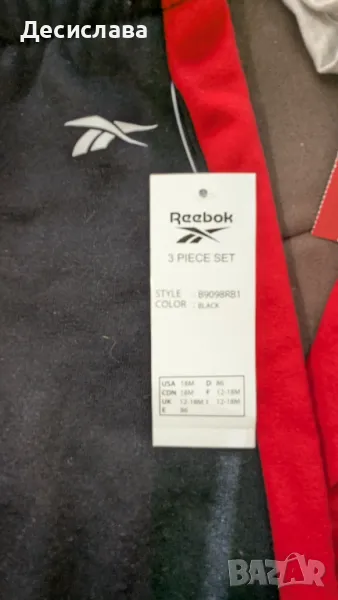 Десислава
Reebok
3 PIECE SET
STYLE : B9098RB1
COLOR : BLACK
USA 18M D 86
CDN 18M F 12-18M
UK 12-18M I 12-18M
E 86
BAZAR